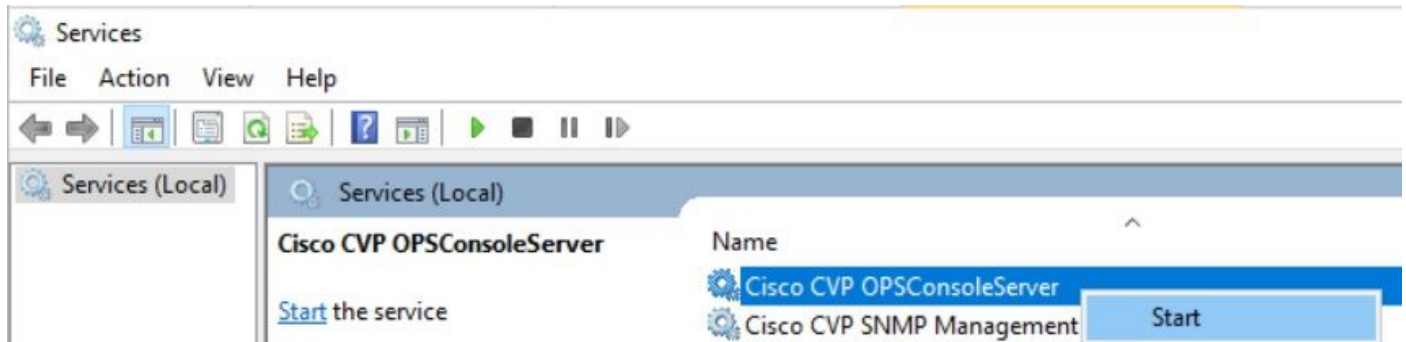 Services
File Action View Help
Services (Local)
Services (Local)
Cisco CVP OPSConsoleServer
Start the service
Name
Cisco CVP OPSConsoleServer
Cisco CVP SNMP Management
Start